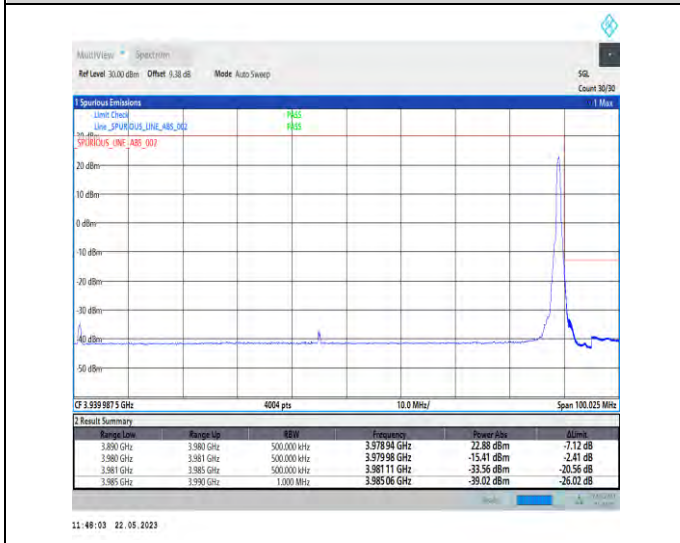 MultiView Spectrum
Ref Level 30.00 dBm Offset 9.38 dB Mode Auto Sweep SGL
Count 30/30
1 Spurious Emissions 1 Max
Limit Check PASS
Line _SPURIOUS_LINE_ABS_002 PASS
30 dBm
_SPURIOUS_LINE_ABS_002
20 dBm
10 dBm
0 dBm
-10 dBm
-20 dBm
-30 dBm
-40 dBm
-50 dBm
CF 3.939 987 5 GHz 4004 pts 10.0 MHz/ Span 100.025 MHz
2 Result Summary
Range Low Range Up RBW Frequency Power Abs ΔLimit
3.890 GHz 3.980 GHz 500.000 kHz 3.978 94 GHz 22.88 dBm -7.12 dB
3.980 GHz 3.981 GHz 500.000 kHz 3.979 98 GHz -15.41 dBm -2.41 dB
3.981 GHz 3.985 GHz 500.000 kHz 3.981 11 GHz -33.56 dBm -20.56 dB
3.985 GHz 3.990 GHz 1.000 MHz 3.985 06 GHz -39.02 dBm -26.02 dB
11:48:03 22.05.2023